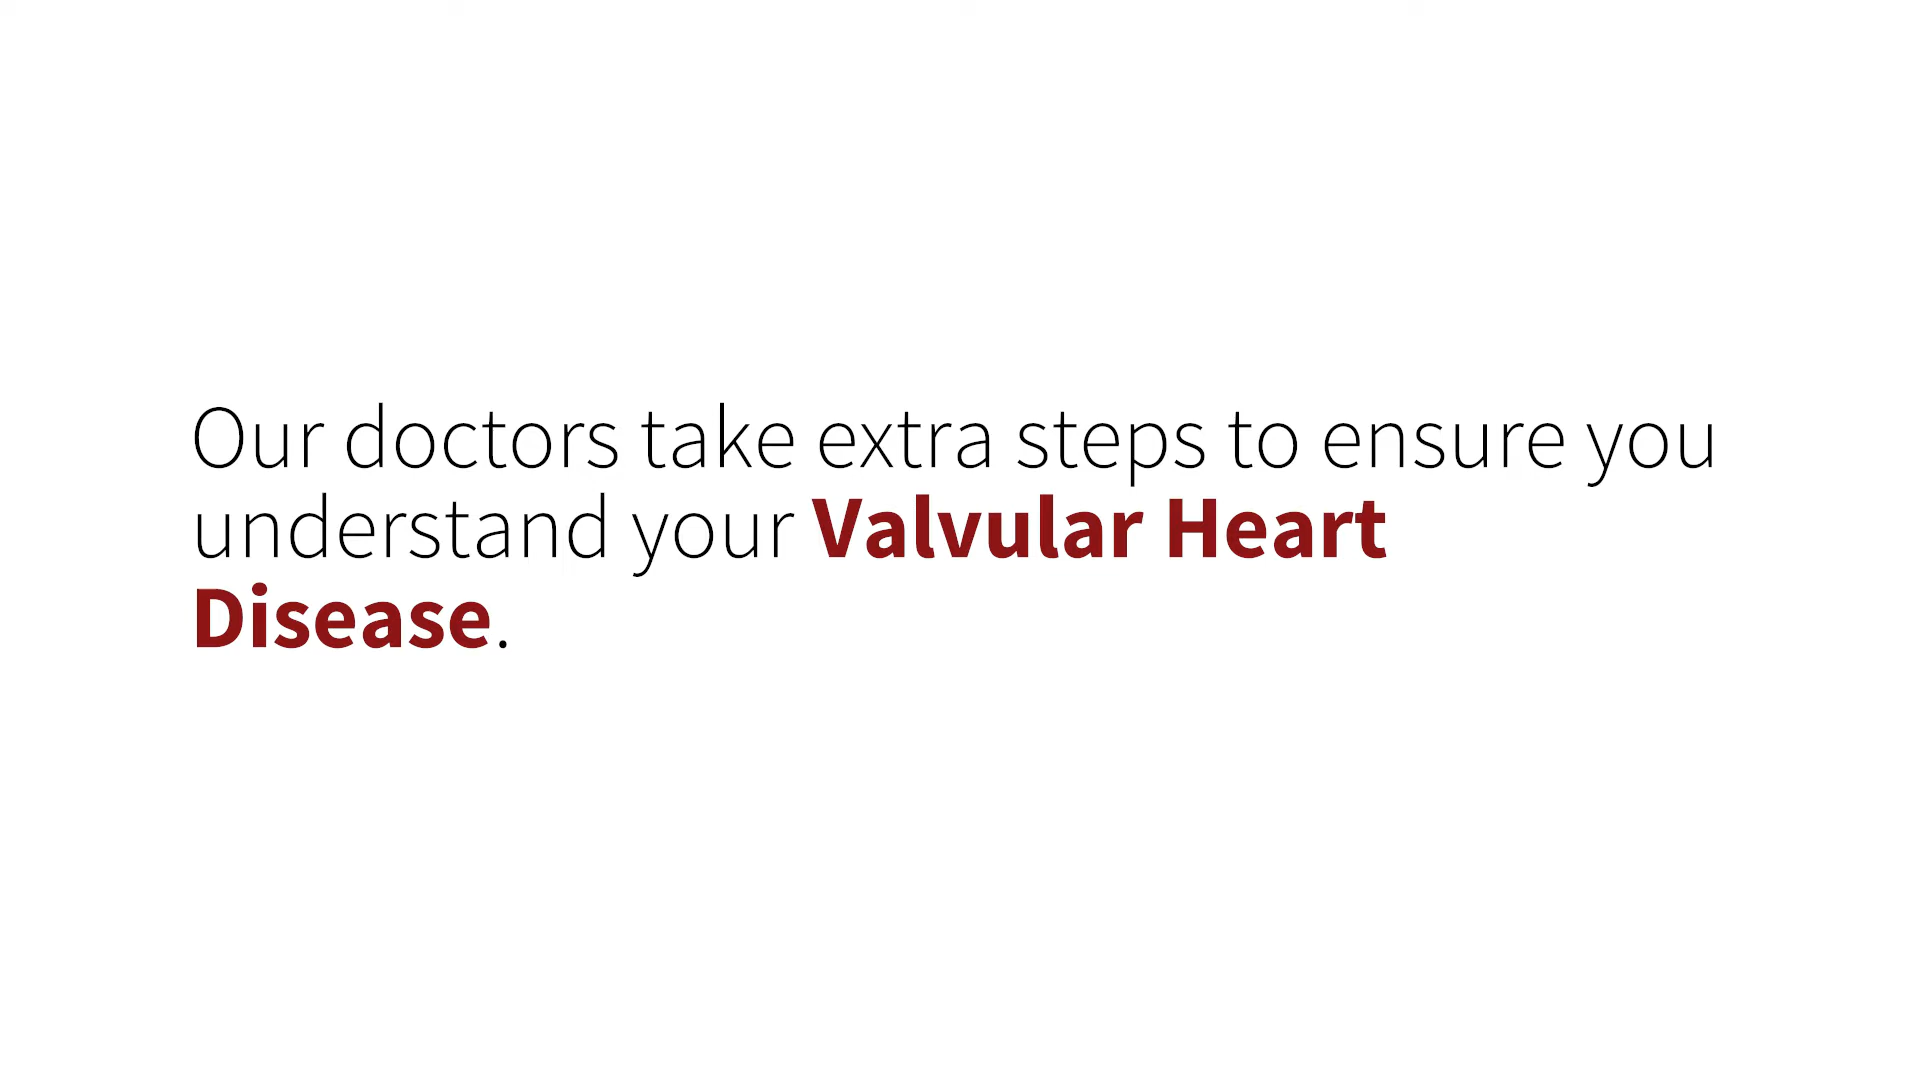 Our doctors take extra steps to ensure you
understand your Valvular Heart
Disease.